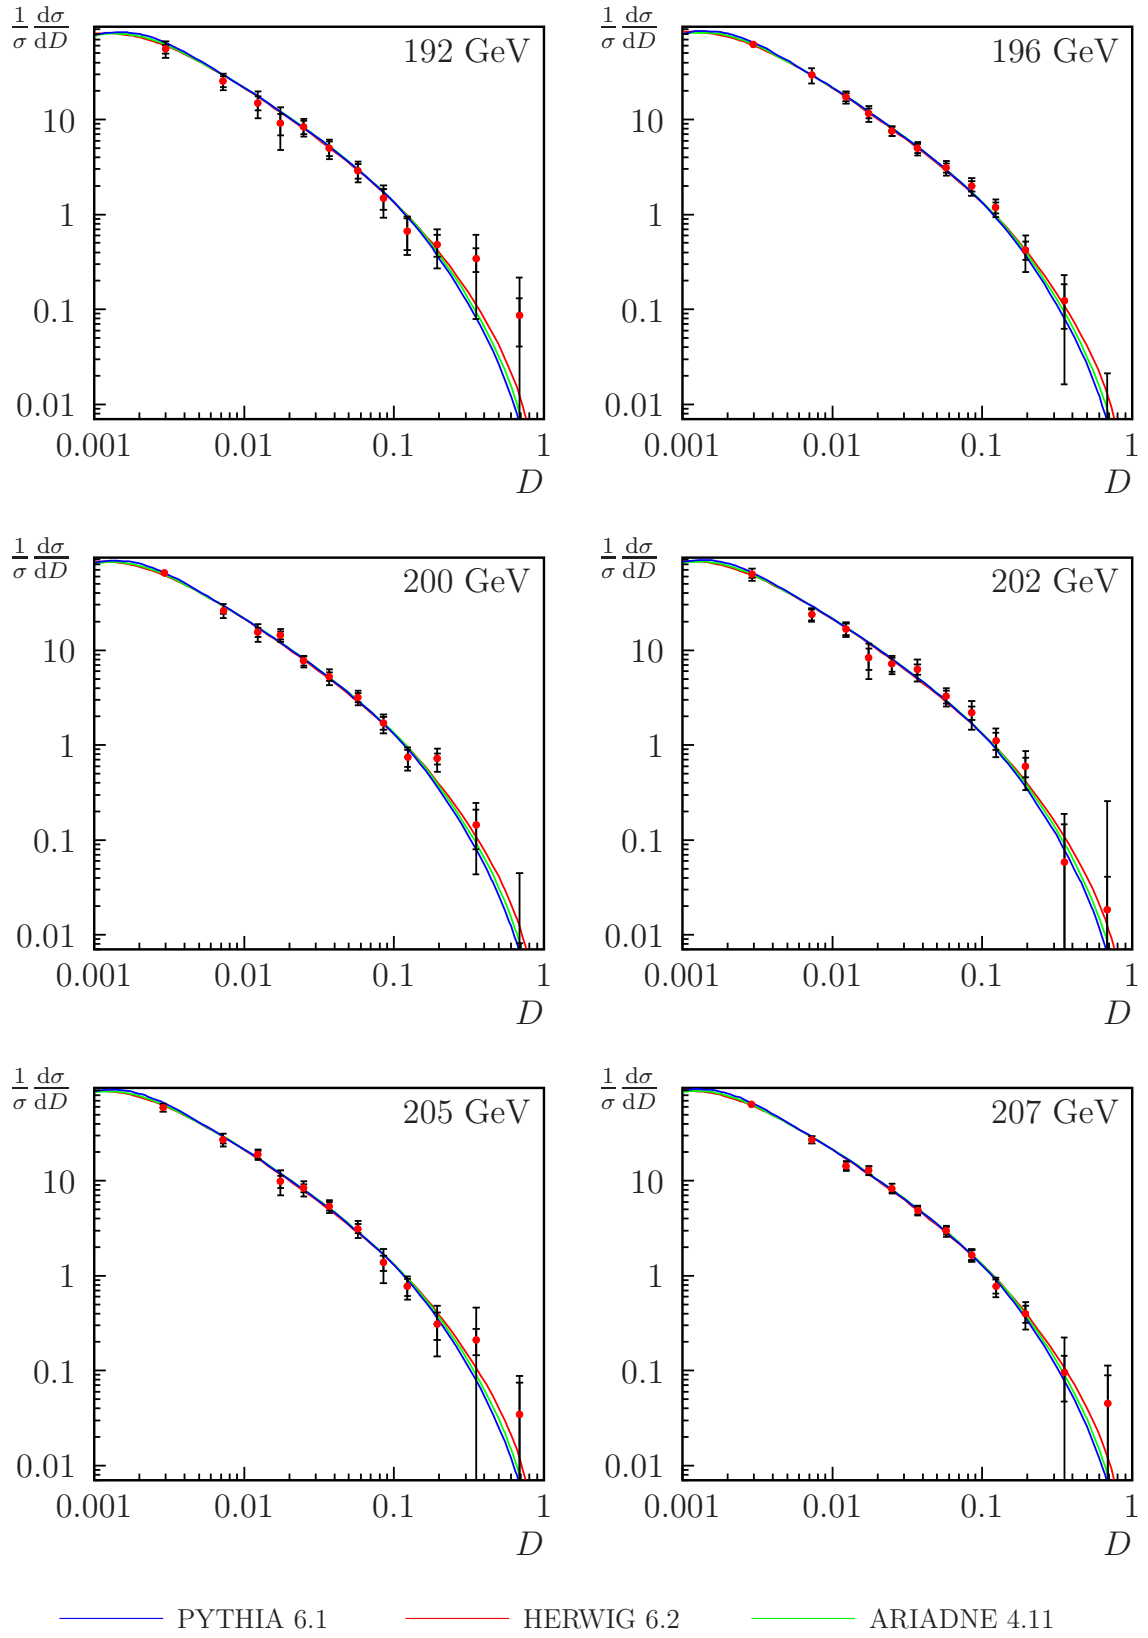 1/σ dσ/dD 192 GeV
10
1
0.1
0.01
0.001 0.01 0.1 1
D
1/σ dσ/dD 196 GeV
10
1
0.1
0.01
0.001 0.01 0.1 1
D
1/σ dσ/dD 200 GeV
10
1
0.1
0.01
0.001 0.01 0.1 1
D
1/σ dσ/dD 202 GeV
10
1
0.1
0.01
0.001 0.01 0.1 1
D
1/σ dσ/dD 205 GeV
10
1
0.1
0.01
0.001 0.01 0.1 1
D
1/σ dσ/dD 207 GeV
10
1
0.1
0.01
0.001 0.01 0.1 1
D
PYTHIA 6.1 HERWIG 6.2 ARIADNE 4.11